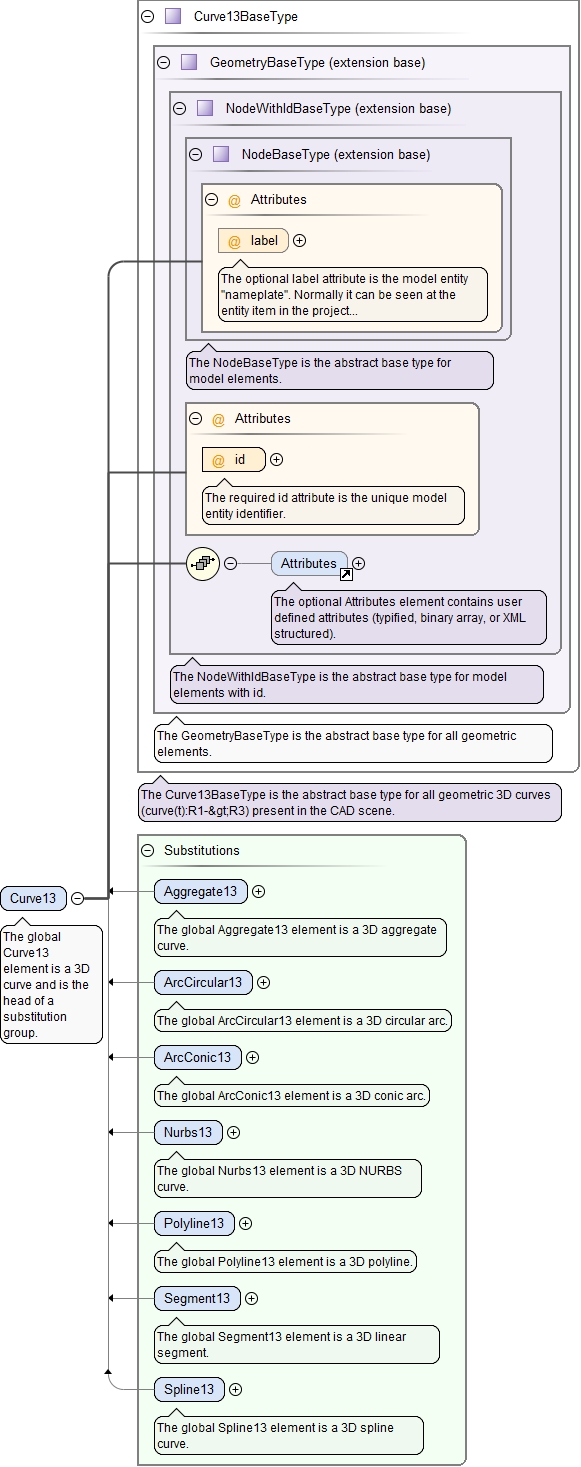 Curve13BaseType
GeometryBaseType (extension base)
NodeWithIdBaseType (extension base)
NodeBaseType (extension base)
@ Attributes
@ label
The optional label attribute is the model entity
"nameplate". Normally it can be seen at the
entity item in the project...
The NodeBaseType is the abstract base type for
model elements.
@ Attributes
@ id
The required id attribute is the unique model
entity identifier.
Attributes
The optional Attributes element contains user
defined attributes (typified, binary array, or XML
structured).
The NodeWithIdBaseType is the abstract base type for model
elements with id.
The GeometryBaseType is the abstract base type for all geometric
elements.
The Curve13BaseType is the abstract base type for all geometric 3D curves
(curve(t):R1-&gt;R3) present in the CAD scene.
Curve13
The global
Curve13
element is a 3D
curve and is the
head of a
substitution
group.
Substitutions
Aggregate13
The global Aggregate13 element is a 3D aggregate
curve.
ArcCircular13
The global ArcCircular13 element is a 3D circular arc.
ArcConic13
The global ArcConic13 element is a 3D conic arc.
Nurbs13
The global Nurbs13 element is a 3D NURBS
curve.
Polyline13
The global Polyline13 element is a 3D polyline.
Segment13
The global Segment13 element is a 3D linear
segment.
Spline13
The global Spline13 element is a 3D spline
curve.